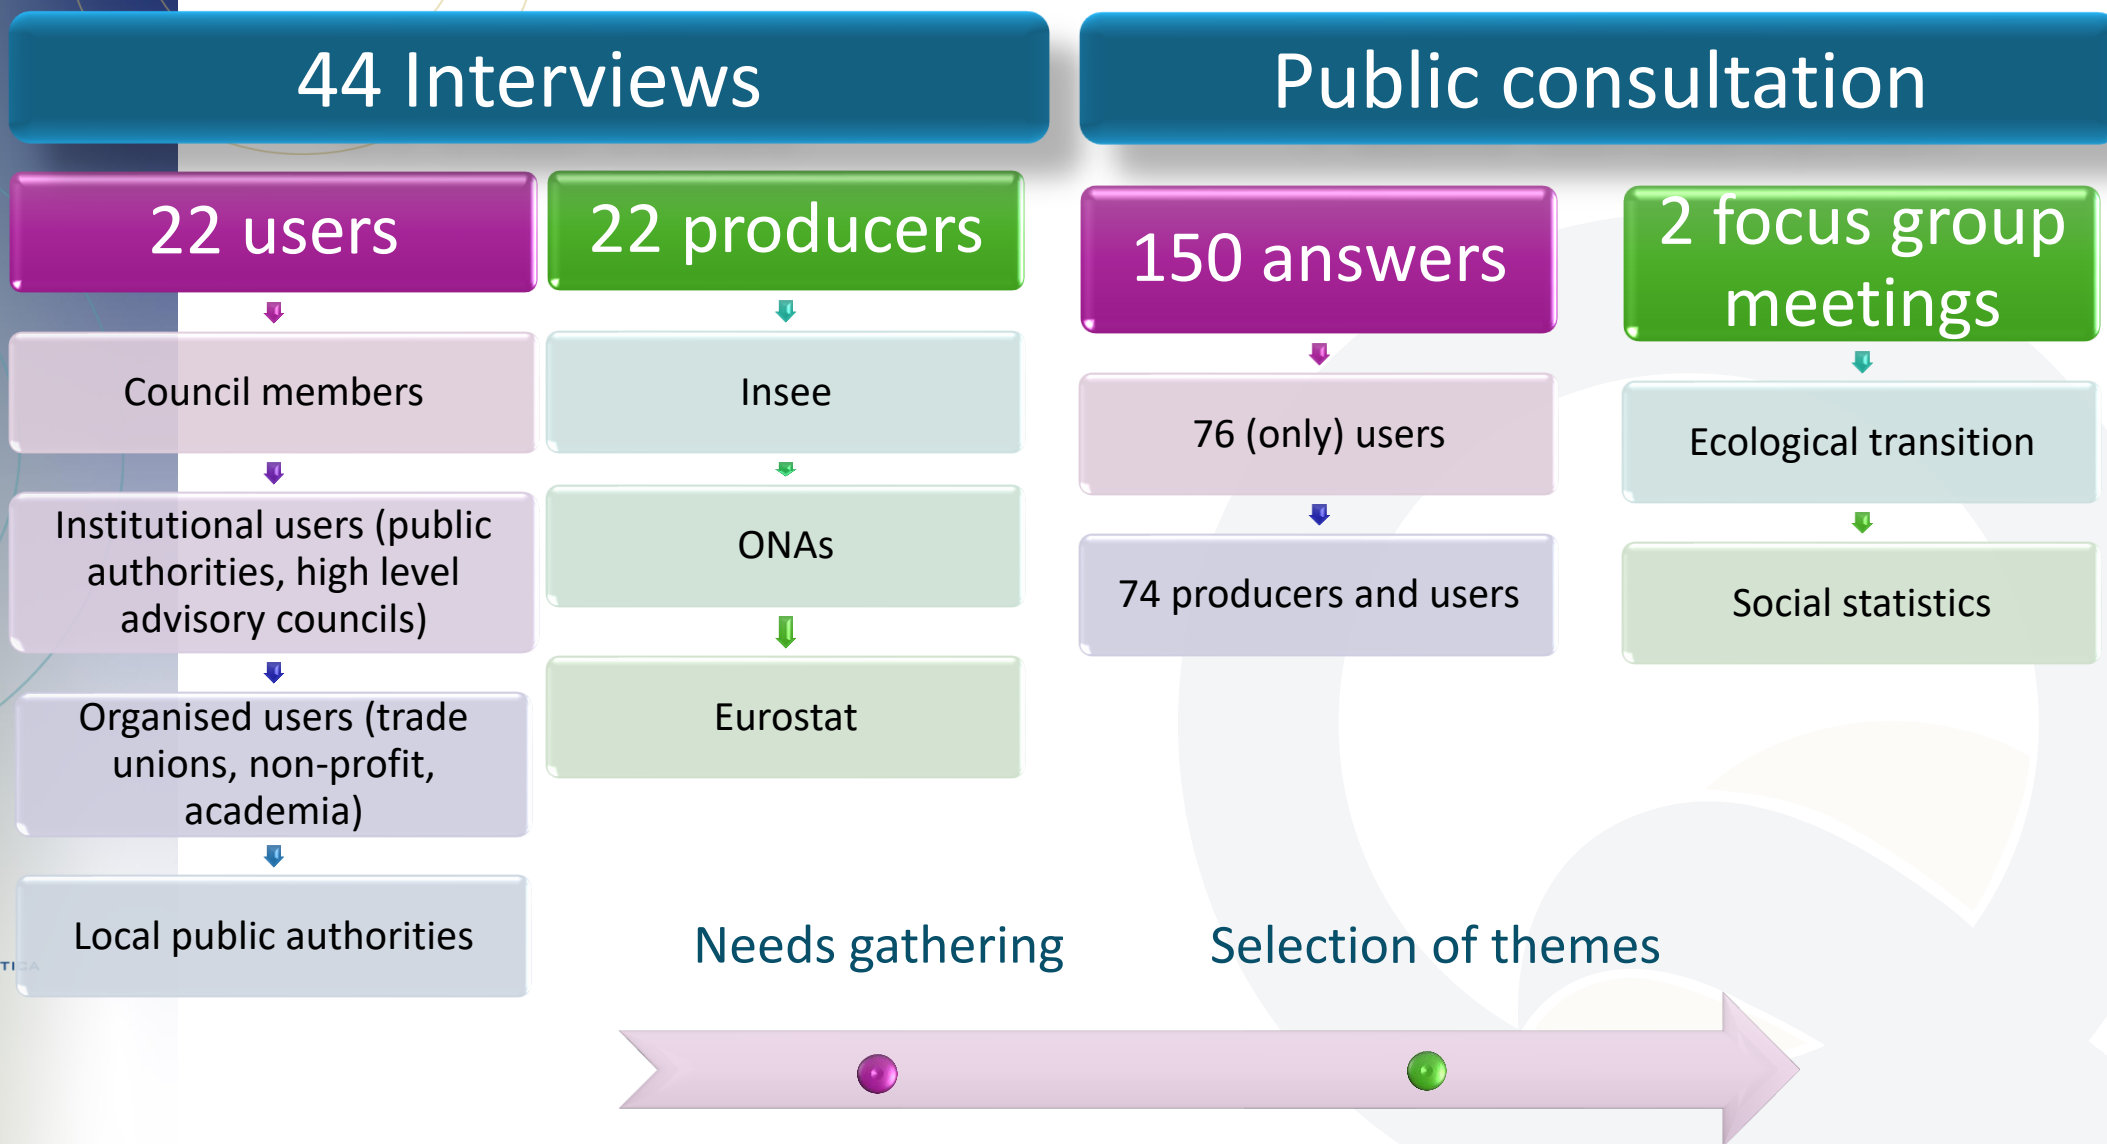 44 Interviews
22 users
Council members
Institutional users (public
authorities, high level
advisory councils)
Organised users (trade
unions, non-profit,
academia)
Local public authorities
22 producers
Insee
ONAs
Eurostat
Public consultation
150 answers
76 (only) users
74 producers and users
2 focus group
meetings
Ecological transition
Social statistics
Needs gathering
Selection of themes